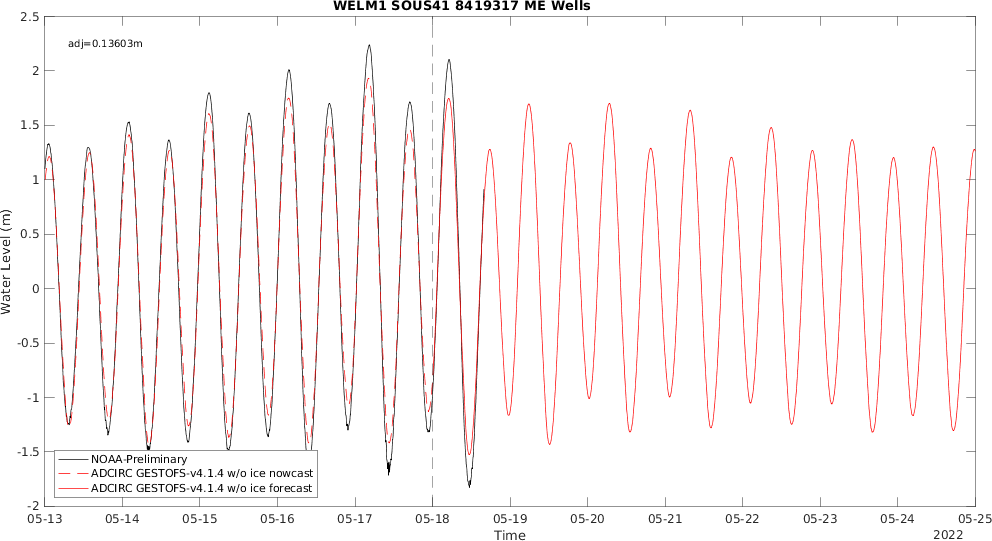 WELM1 SOUS41 8419317 ME Wells
adj=0.13603m
Water Level (m)
2.5
2
1.5
1
0.5
0
-0.5
-1
-1.5
-2
NOAA-Preliminary
ADCIRC GESTOFS-v4.1.4 w/o ice nowcast
ADCIRC GESTOFS-v4.1.4 w/o ice forecast
05-13 05-14 05-15 05-16 05-17 05-18 05-19 05-20 05-21 05-22 05-23 05-24 05-25
Time
2022